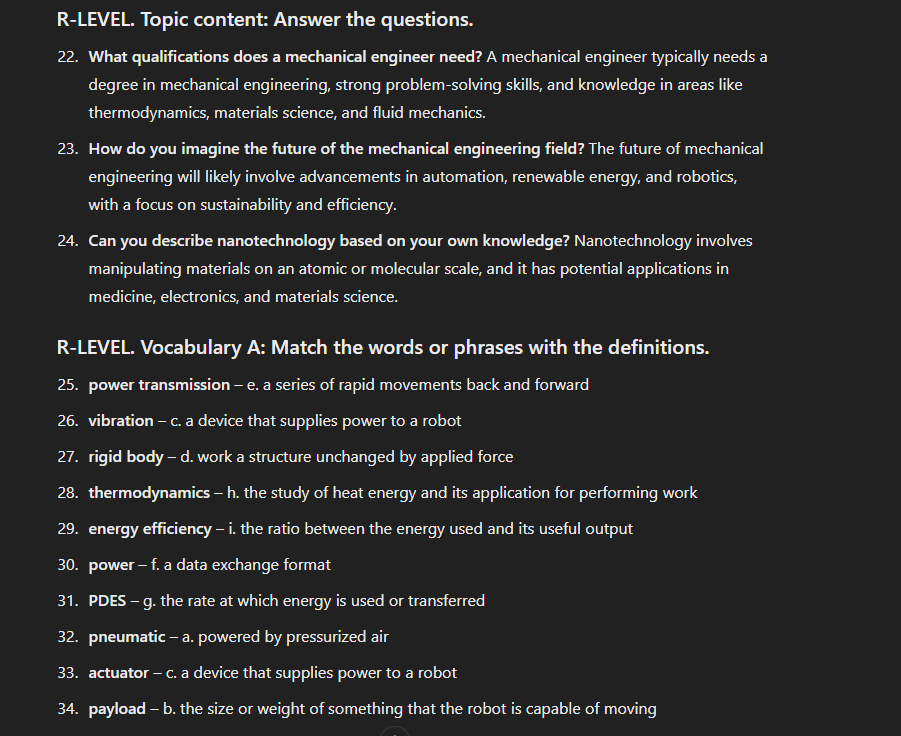 R-LEVEL. Topic content: Answer the questions.
22. What qualifications does a mechanical engineer need? A mechanical engineer typically needs a
degree in mechanical engineering, strong problem-solving skills, and knowledge in areas like
thermodynamics, materials science, and fluid mechanics.
23. How do you imagine the future of the mechanical engineering field? The future of mechanical
engineering will likely involve advancements in automation, renewable energy, and robotics,
with a focus on sustainability and efficiency.
24. Can you describe nanotechnology based on your own knowledge? Nanotechnology involves
manipulating materials on an atomic or molecular scale, and it has potential applications in
medicine, electronics, and materials science.
R-LEVEL. Vocabulary A: Match the words or phrases with the definitions.
25. power transmission – e. a series of rapid movements back and forward
26. vibration – c. a device that supplies power to a robot
27. rigid body – d. work a structure unchanged by applied force
28. thermodynamics – h. the study of heat energy and its application for performing work
29. energy efficiency – i. the ratio between the energy used and its useful output
30. power – f. a data exchange format
31. PDES – g. the rate at which energy is used or transferred
32. pneumatic – a. powered by pressurized air
33. actuator – c. a device that supplies power to a robot
34. payload – b. the size or weight of something that the robot is capable of moving